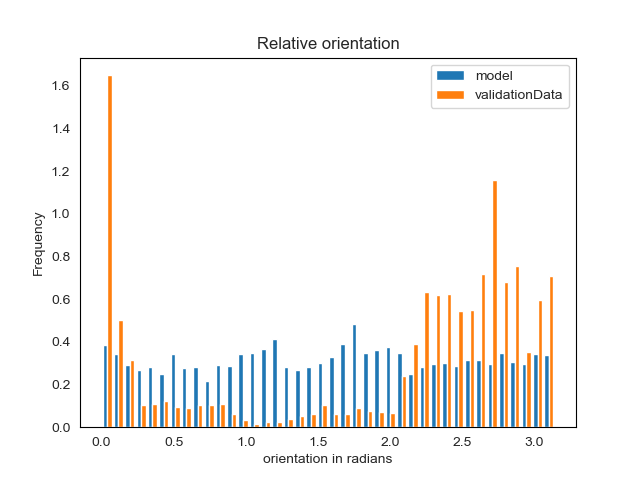 Relative orientation
model
validationData
1.6
1.4
1.2
1.0
0.8
0.6
0.4
0.2
0.0
Frequency
0.0 0.5 1.0 1.5 2.0 2.5 3.0
orientation in radians